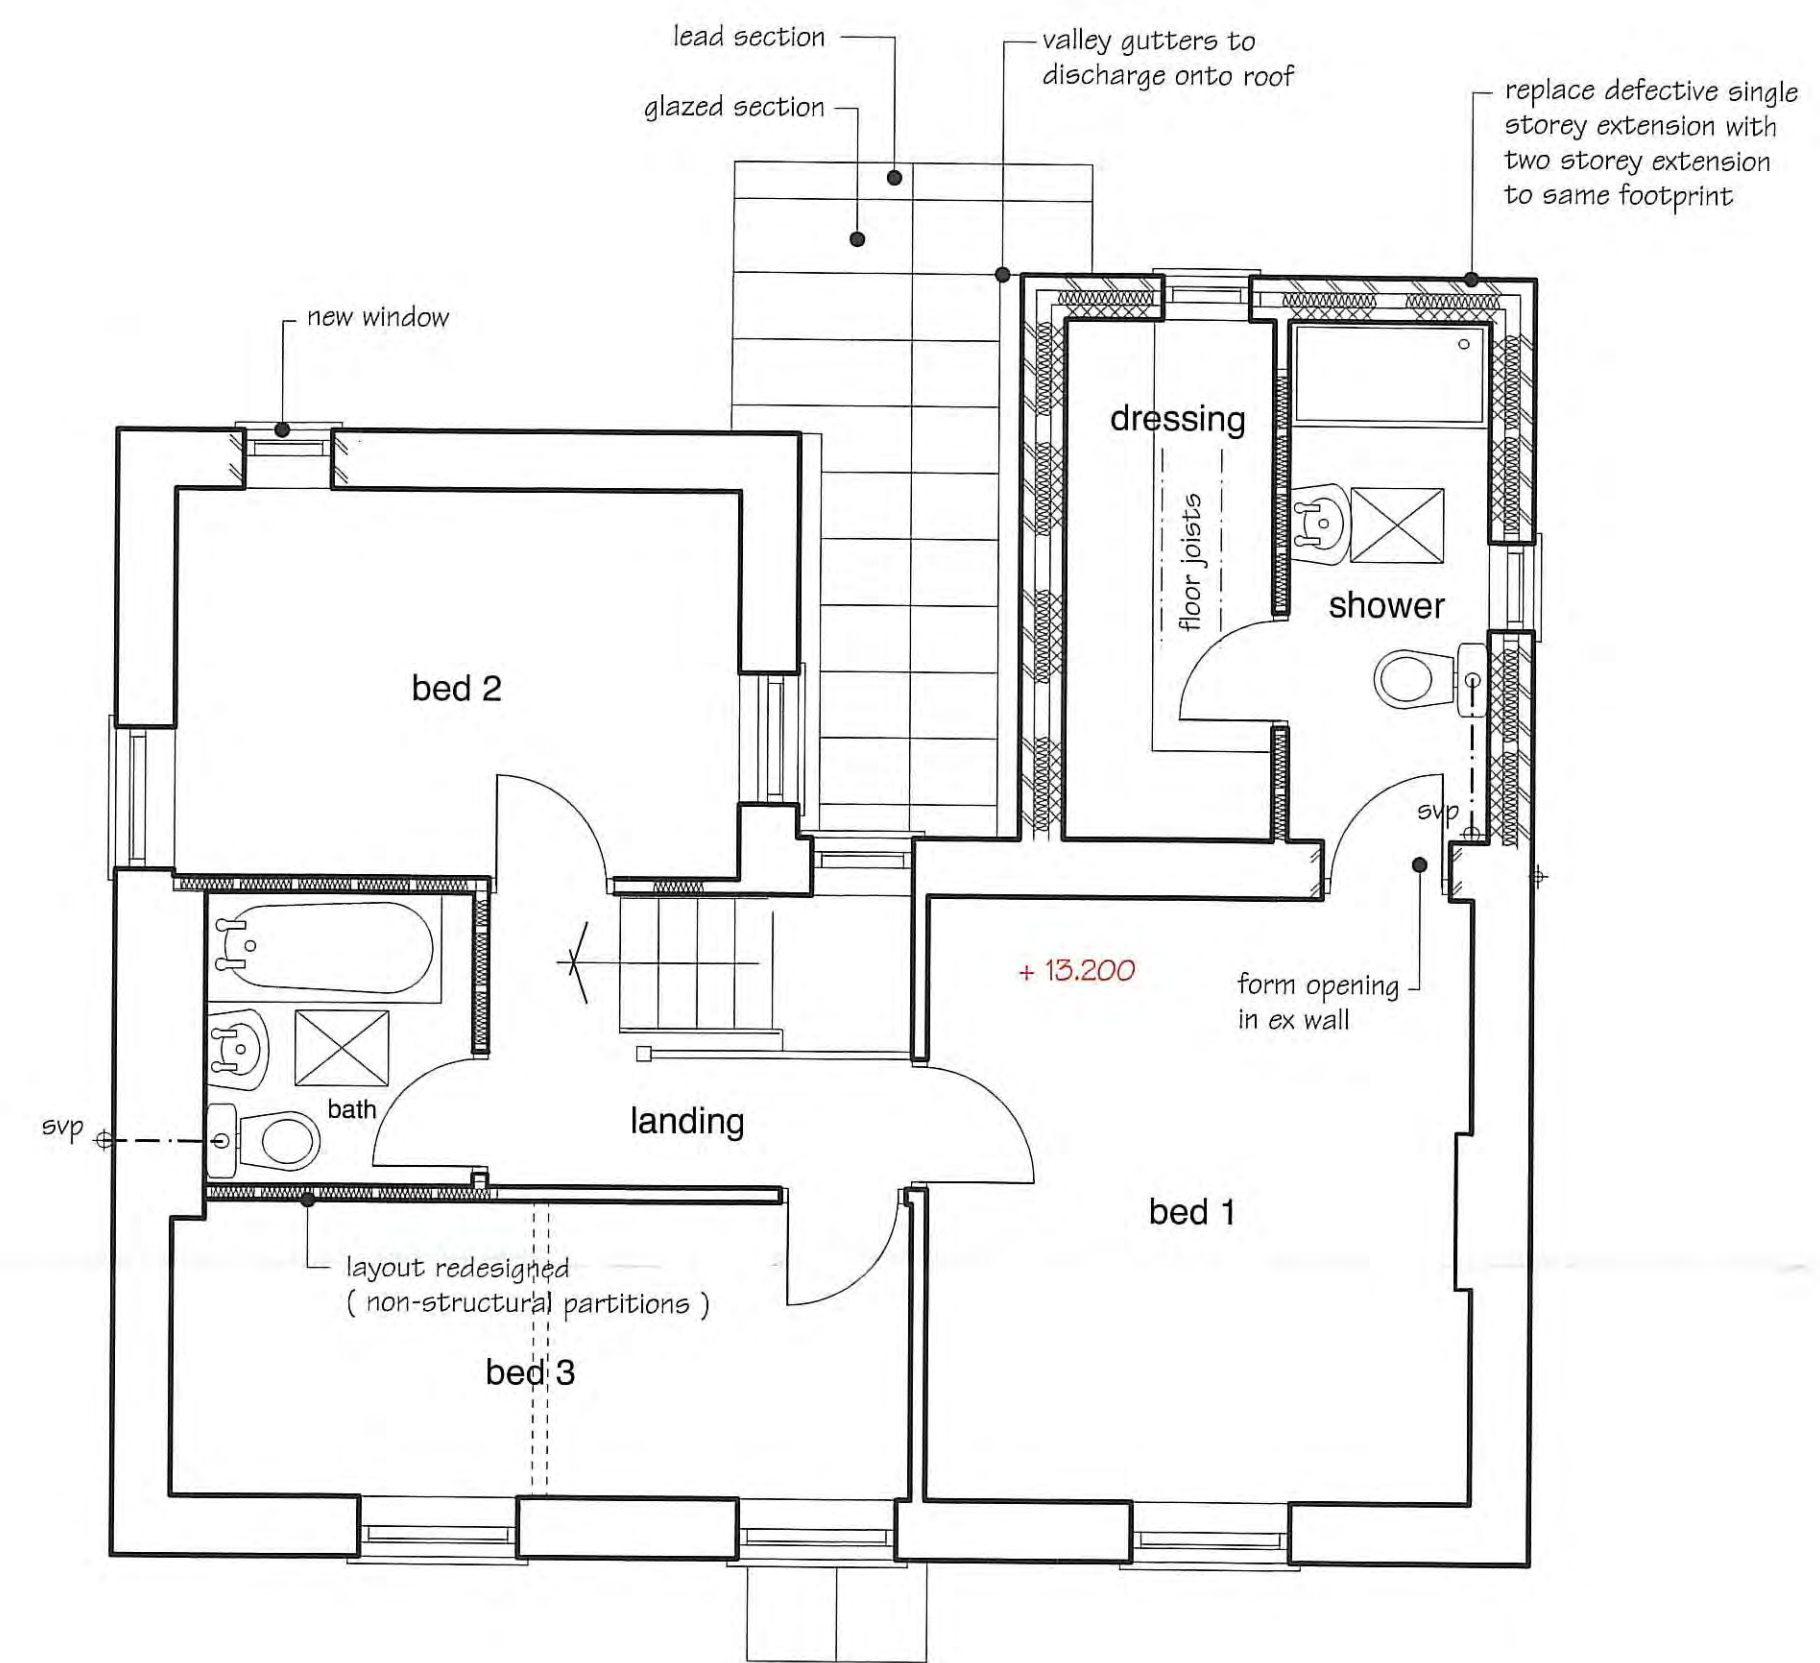 lead section
valley gutters to
discharge onto roof
glazed section
replace defective single
storey extension with
two storey extension
to same footprint
new window
dressing
floor joists
shower
bed 2
svp
+ 13.200
form opening
in ex wall
bath
landing
svp
bed 1
layout redesigned
( non-structural partitions )
bed 3